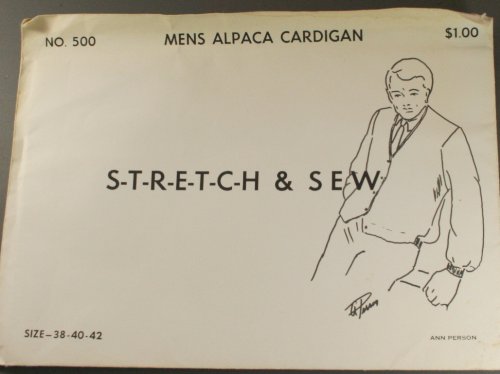 NO. 500 MENS ALPACA CARDIGAN $1.00
S-T-R-E-T-C-H & SEW
SIZE-38-40-42 ANN PERSON